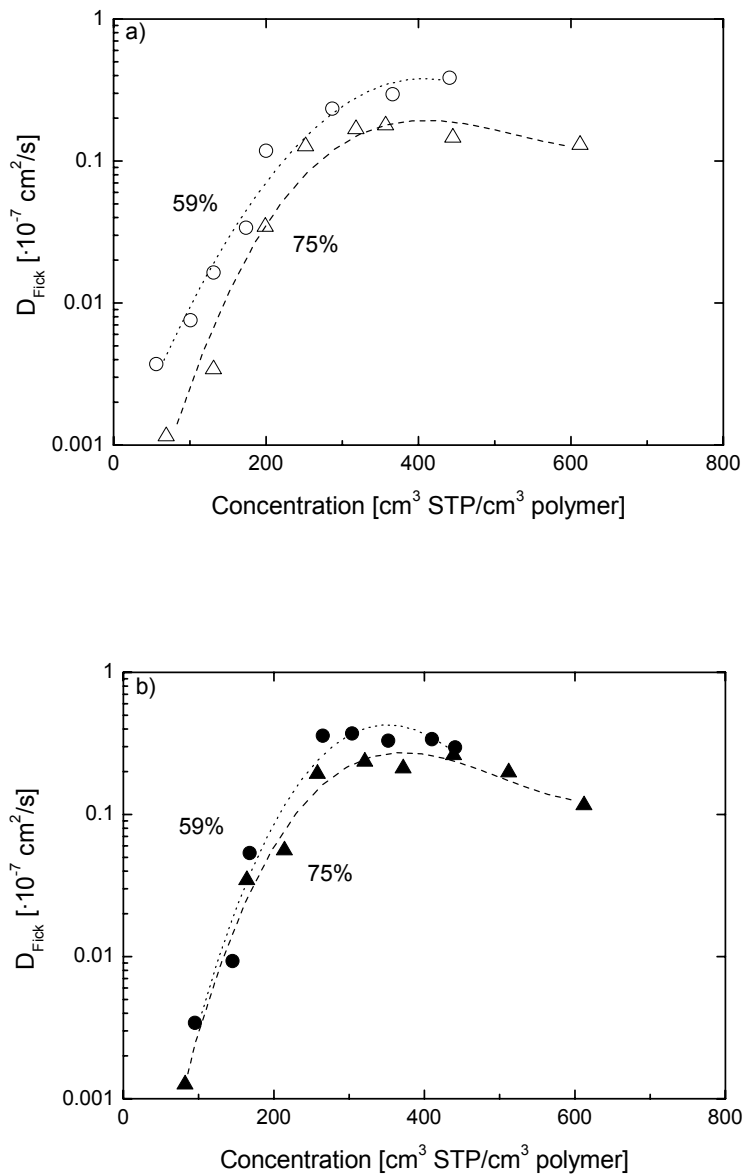 a)
1
0.1
0.01
0.001
D_Fick [·10⁻⁷ cm²/s]
59%
75%
0 200 400 600 800
Concentration [cm³ STP/cm³ polymer]
b)
1
0.1
0.01
0.001
D_Fick [·10⁻⁷ cm²/s]
59%
75%
0 200 400 600 800
Concentration [cm³ STP/cm³ polymer]